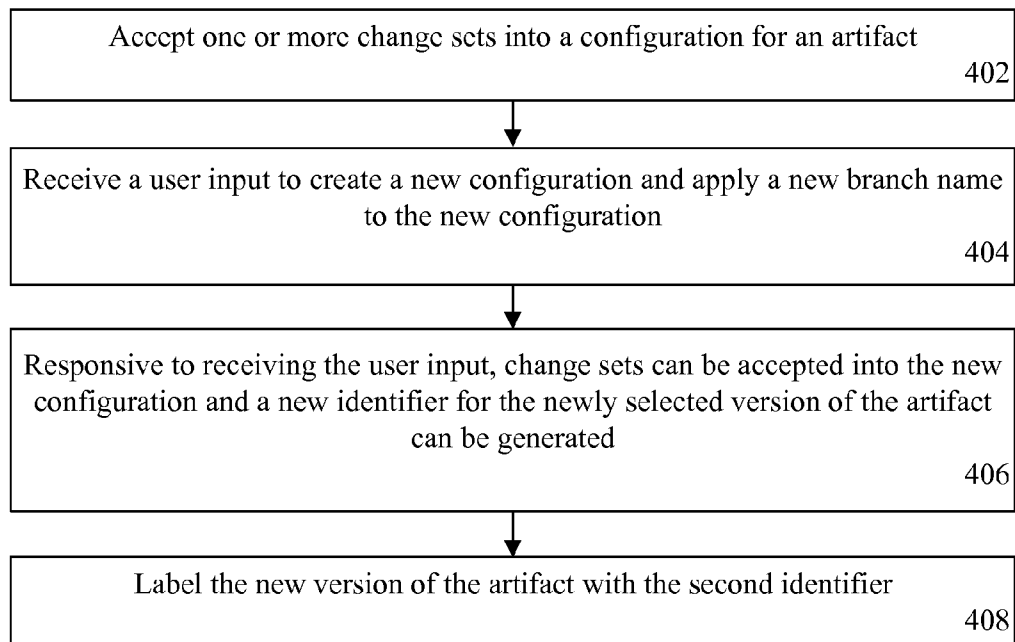 Accept one or more change sets into a configuration for an artifact
402
Receive a user input to create a new configuration and apply a new branch name
to the new configuration
404
Responsive to receiving the user input, change sets can be accepted into the new
configuration and a new identifier for the newly selected version of the artifact
can be generated
406
Label the new version of the artifact with the second identifier
408